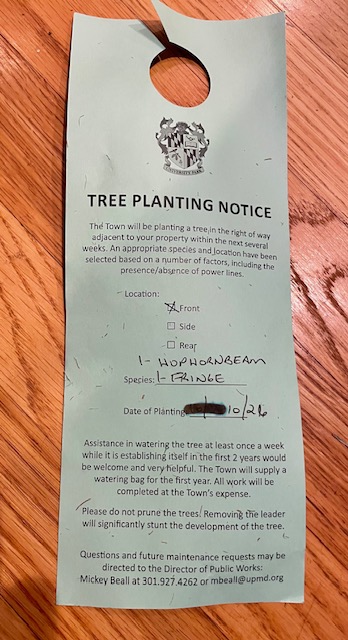 UNIVERSITY PARK
TREE PLANTING NOTICE
The Town will be planting a tree in the right of way
adjacent to your property within the next several
weeks. An appropriate species and location have been
selected based on a number of factors, including the
presence/absence of power lines.
Location:
Front
Side
Rear
1- HOPHORNBEAM
Species: 1- FRINGE
Date of Planting 10/26
Assistance in watering the tree at least once a week
while it is establishing itself in the first 2 years would
be welcome and very helpful. The Town will supply a
watering bag for the first year. All work will be
completed at the Town's expense.
Please do not prune the trees. Removing the leader
will significantly stunt the development of the tree.
Questions and future maintenance requests may
be directed to the Director of Public Works:
Mickey Beall at 301.927.4262 or mbeall@upmd.org